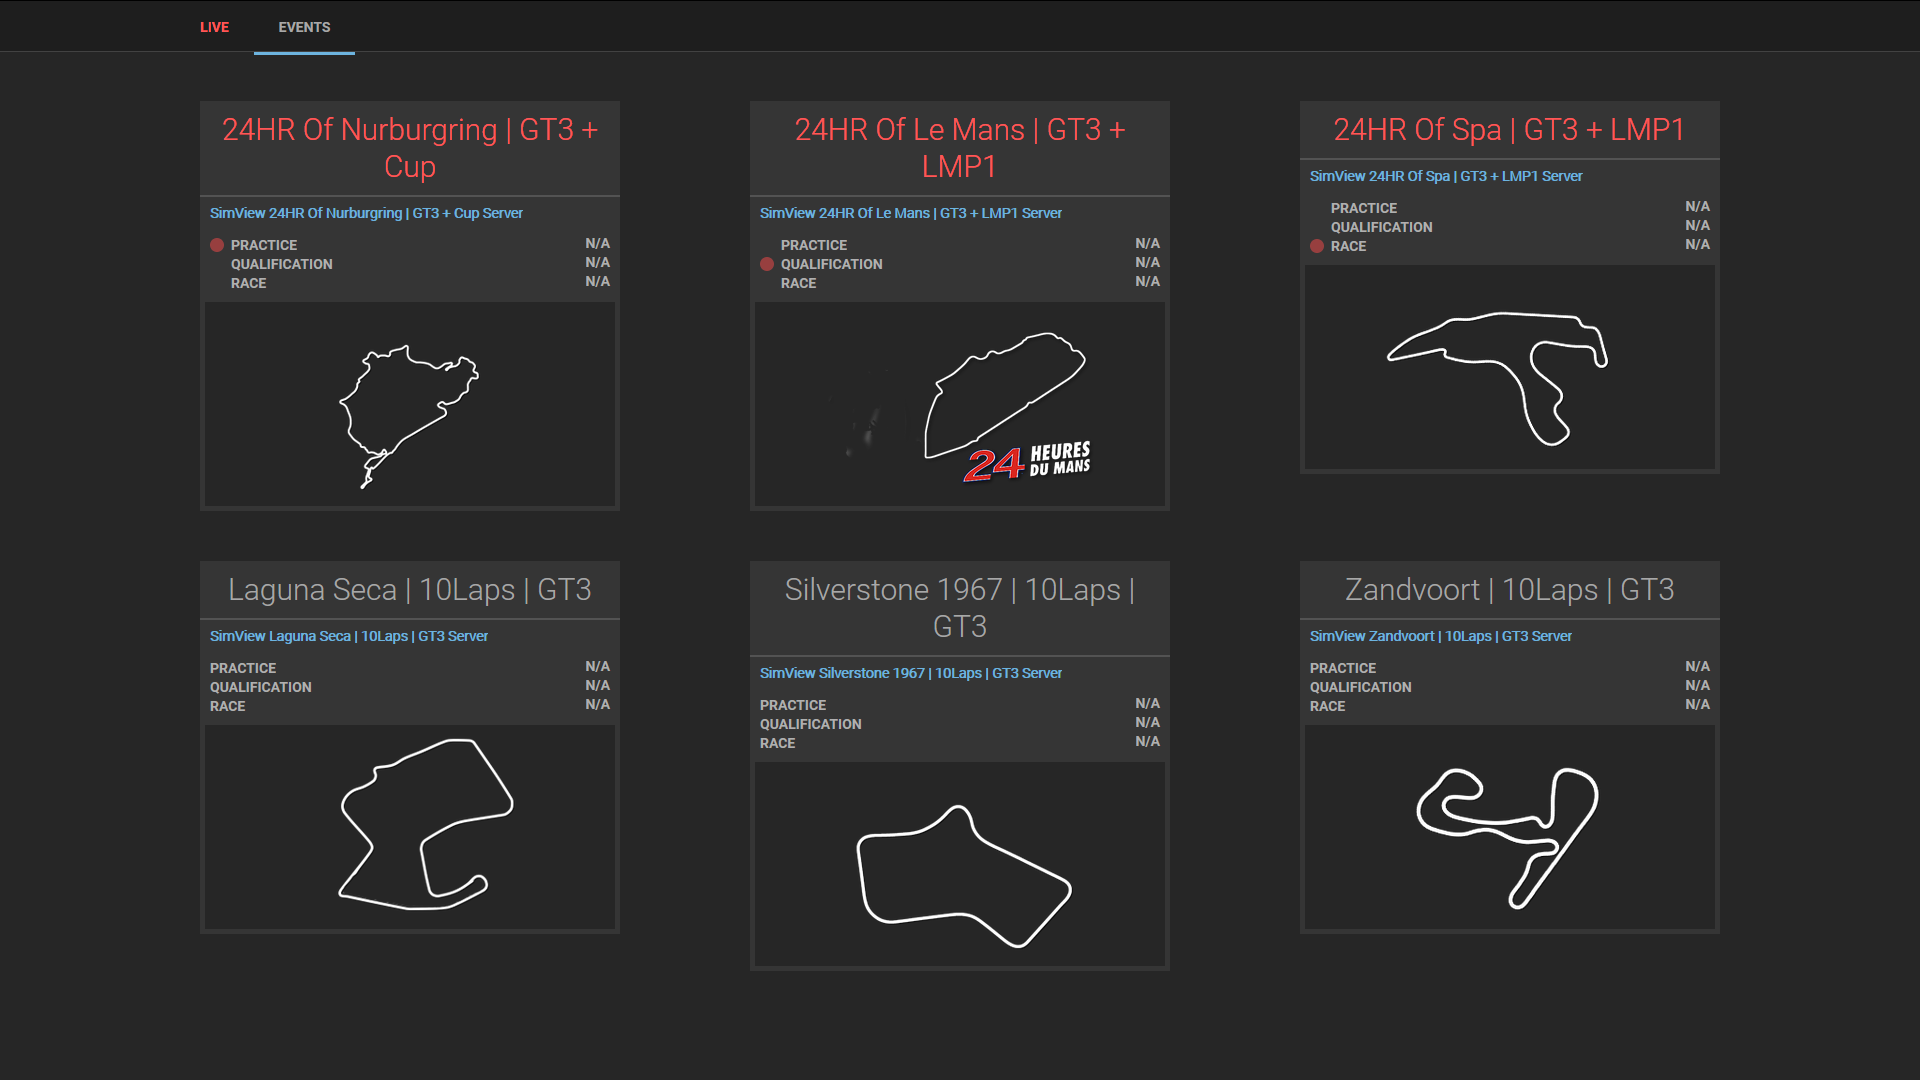 LIVE EVENTS
24HR Of Nurburgring | GT3 +
Cup
SimView 24HR Of Nurburgring | GT3 + Cup Server
PRACTICE N/A
QUALIFICATION N/A
RACE N/A
24HR Of Le Mans | GT3 +
LMP1
SimView 24HR Of Le Mans | GT3 + LMP1 Server
PRACTICE N/A
QUALIFICATION N/A
RACE N/A
24 HEURES
DU MANS
24HR Of Spa | GT3 + LMP1
SimView 24HR Of Spa | GT3 + LMP1 Server
PRACTICE N/A
QUALIFICATION N/A
RACE N/A
Laguna Seca | 10Laps | GT3
SimView Laguna Seca | 10Laps | GT3 Server
PRACTICE N/A
QUALIFICATION N/A
RACE N/A
Silverstone 1967 | 10Laps |
GT3
SimView Silverstone 1967 | 10Laps | GT3 Server
PRACTICE N/A
QUALIFICATION N/A
RACE N/A
Zandvoort | 10Laps | GT3
SimView Zandvoort | 10Laps | GT3 Server
PRACTICE N/A
QUALIFICATION N/A
RACE N/A